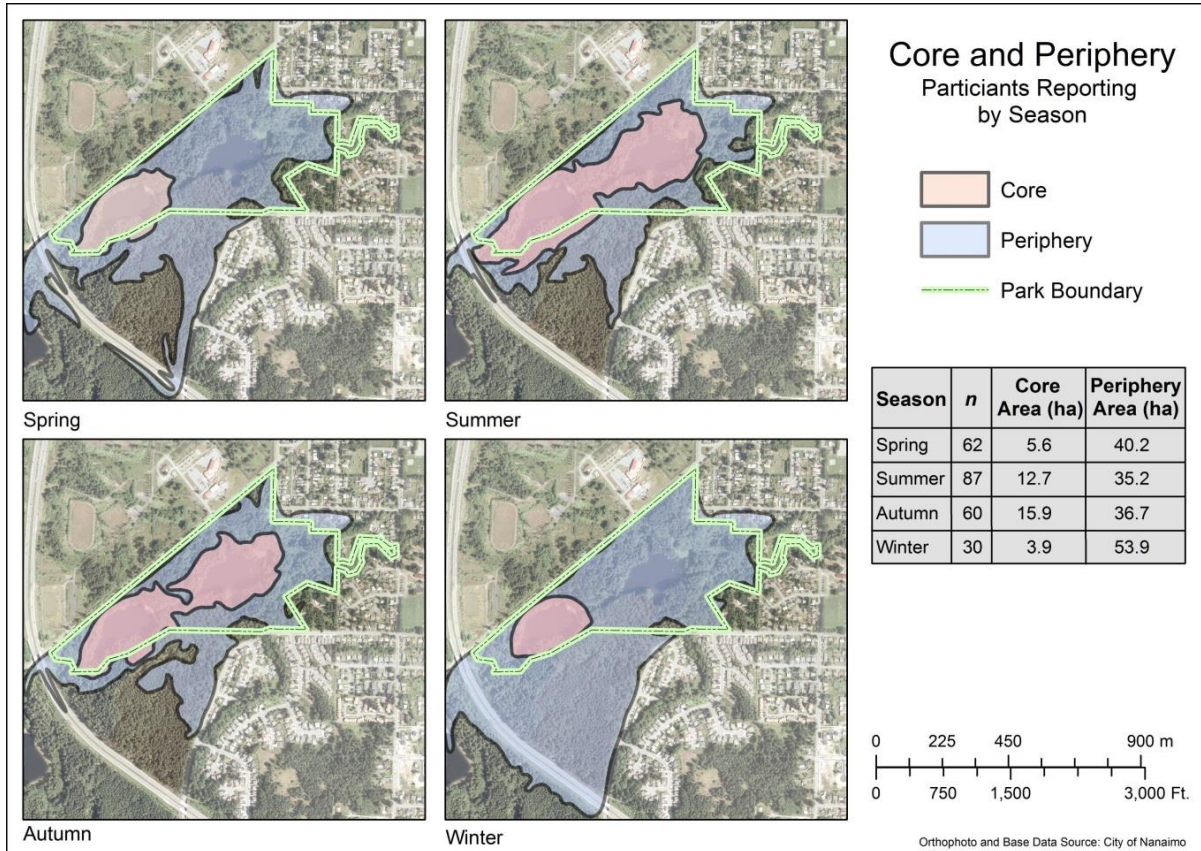 Core and Periphery
Particiants Reporting
by Season
Core
Periphery
Park Boundary
Spring
Summer
Autumn
Winter
Season n Core Area (ha) Periphery Area (ha)
Spring 62 5.6 40.2
Summer 87 12.7 35.2
Autumn 60 15.9 36.7
Winter 30 3.9 53.9
0 225 450 900 m
0 750 1,500 3,000 Ft.
Orthophoto and Base Data Source: City of Nanaimo